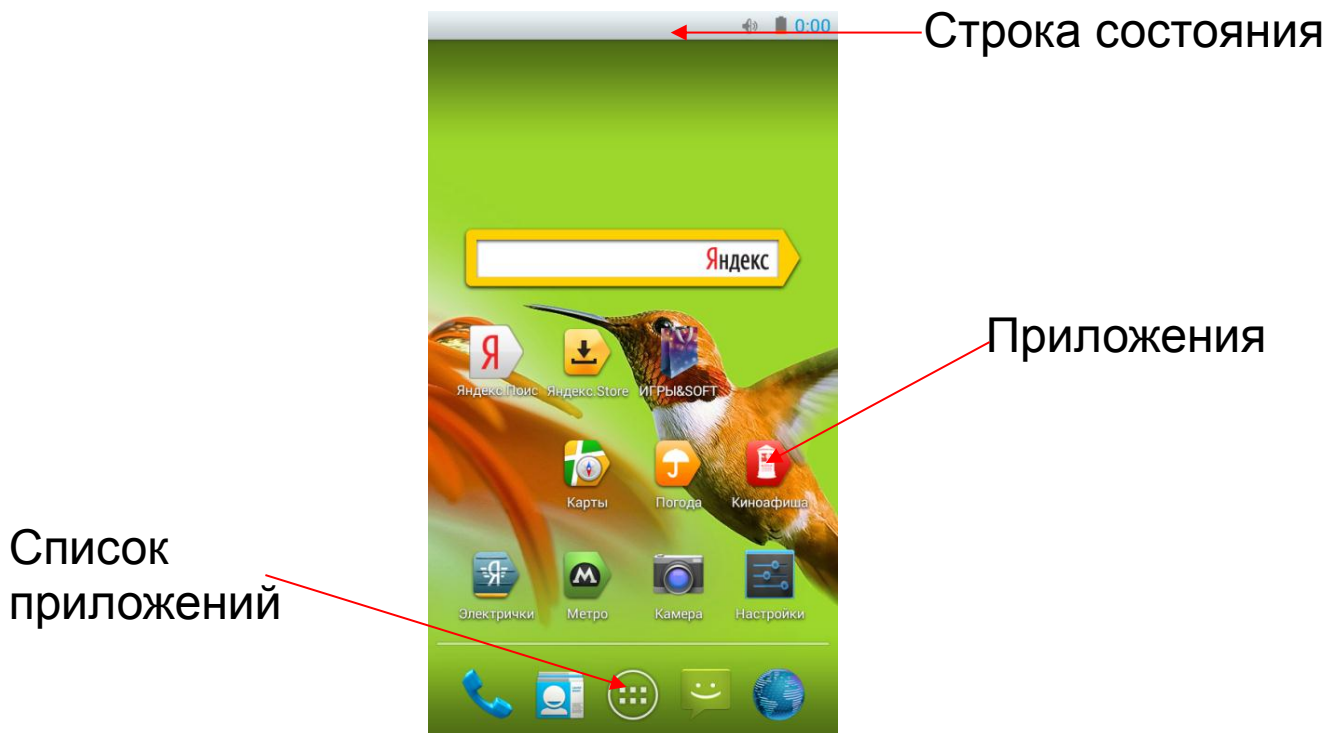 0:00
Строка состояния
Яндекс
Приложения
Я
Яндекс.Поис Яндекс.Store ИГРЫ&SOFT
Карты Погода Киноафиша
Список
приложений
Я
М
Электрички Метро Камера Настройки